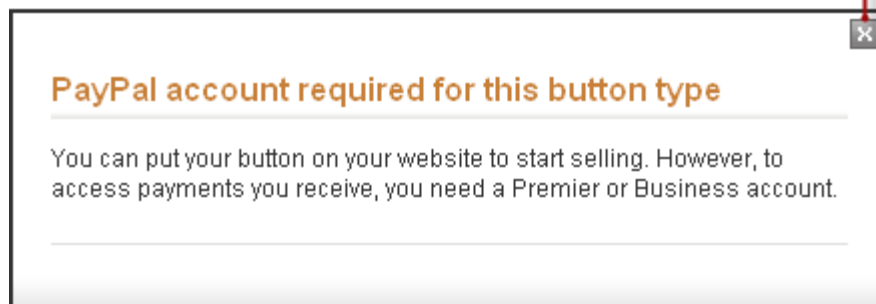 PayPal account required for this button type
You can put your button on your website to start selling. However, to
access payments you receive, you need a Premier or Business account.